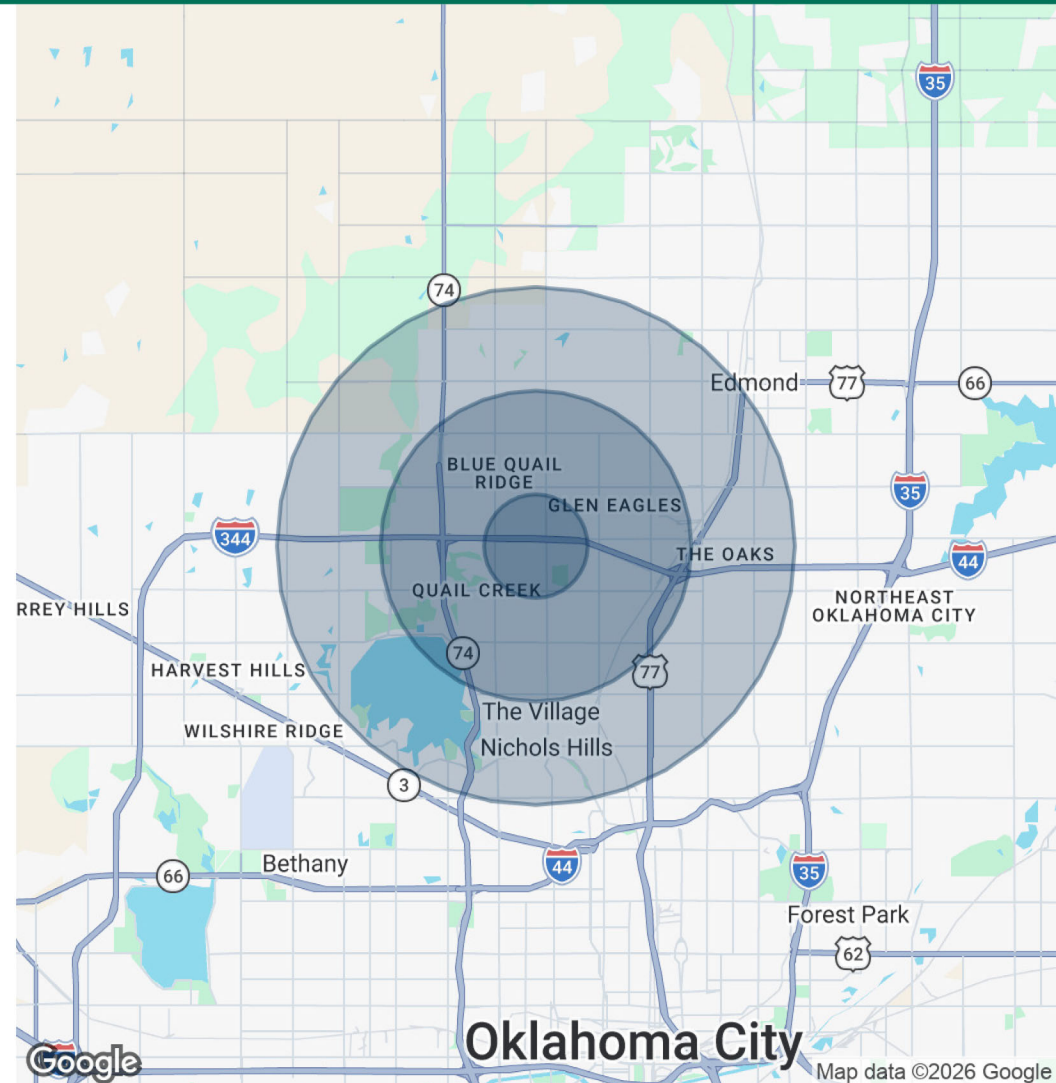 35
74
Edmond
77
66
BLUE QUAIL
RIDGE
GLEN EAGLES
35
344
THE OAKS
44
QUAIL CREEK
NORTHEAST
OKLAHOMA CITY
RREY HILLS
74
HARVEST HILLS
77
The Village
WILSHIRE RIDGE
Nichols Hills
3
44
Bethany
35
66
Forest Park
62
Oklahoma City
Google
Map data ©2026 Google